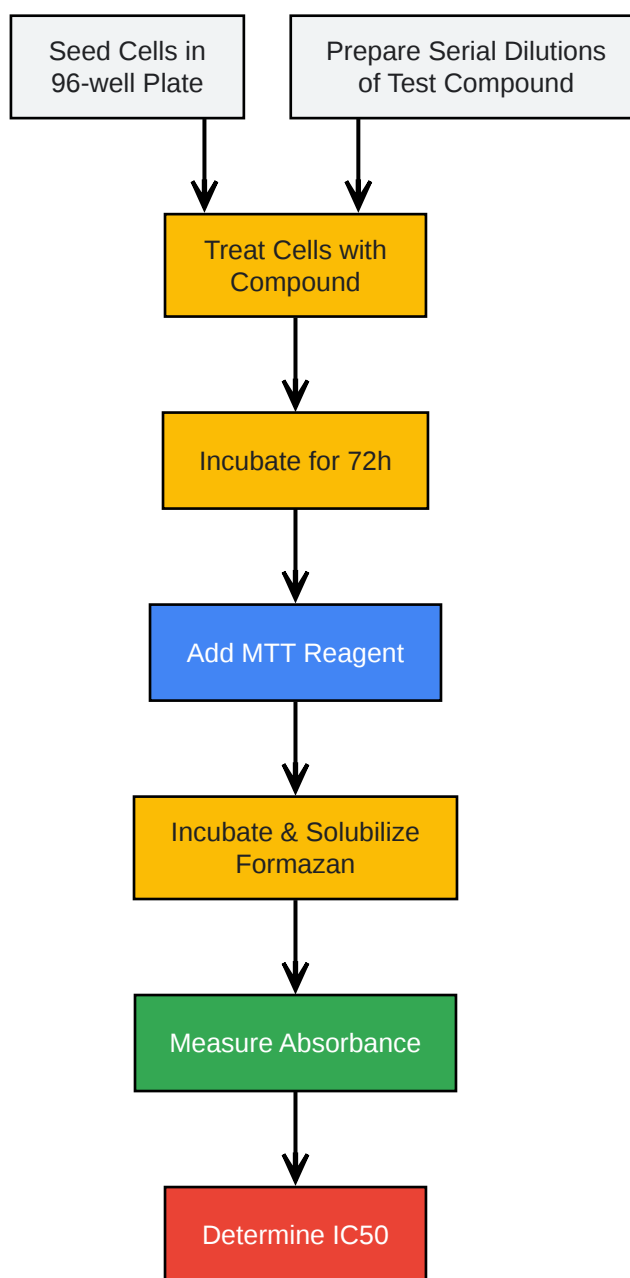 Seed Cells in
96-well Plate
Prepare Serial Dilutions
of Test Compound
Treat Cells with
Compound
Incubate for 72h
Add MTT Reagent
Incubate & Solubilize
Formazan
Measure Absorbance
Determine IC50